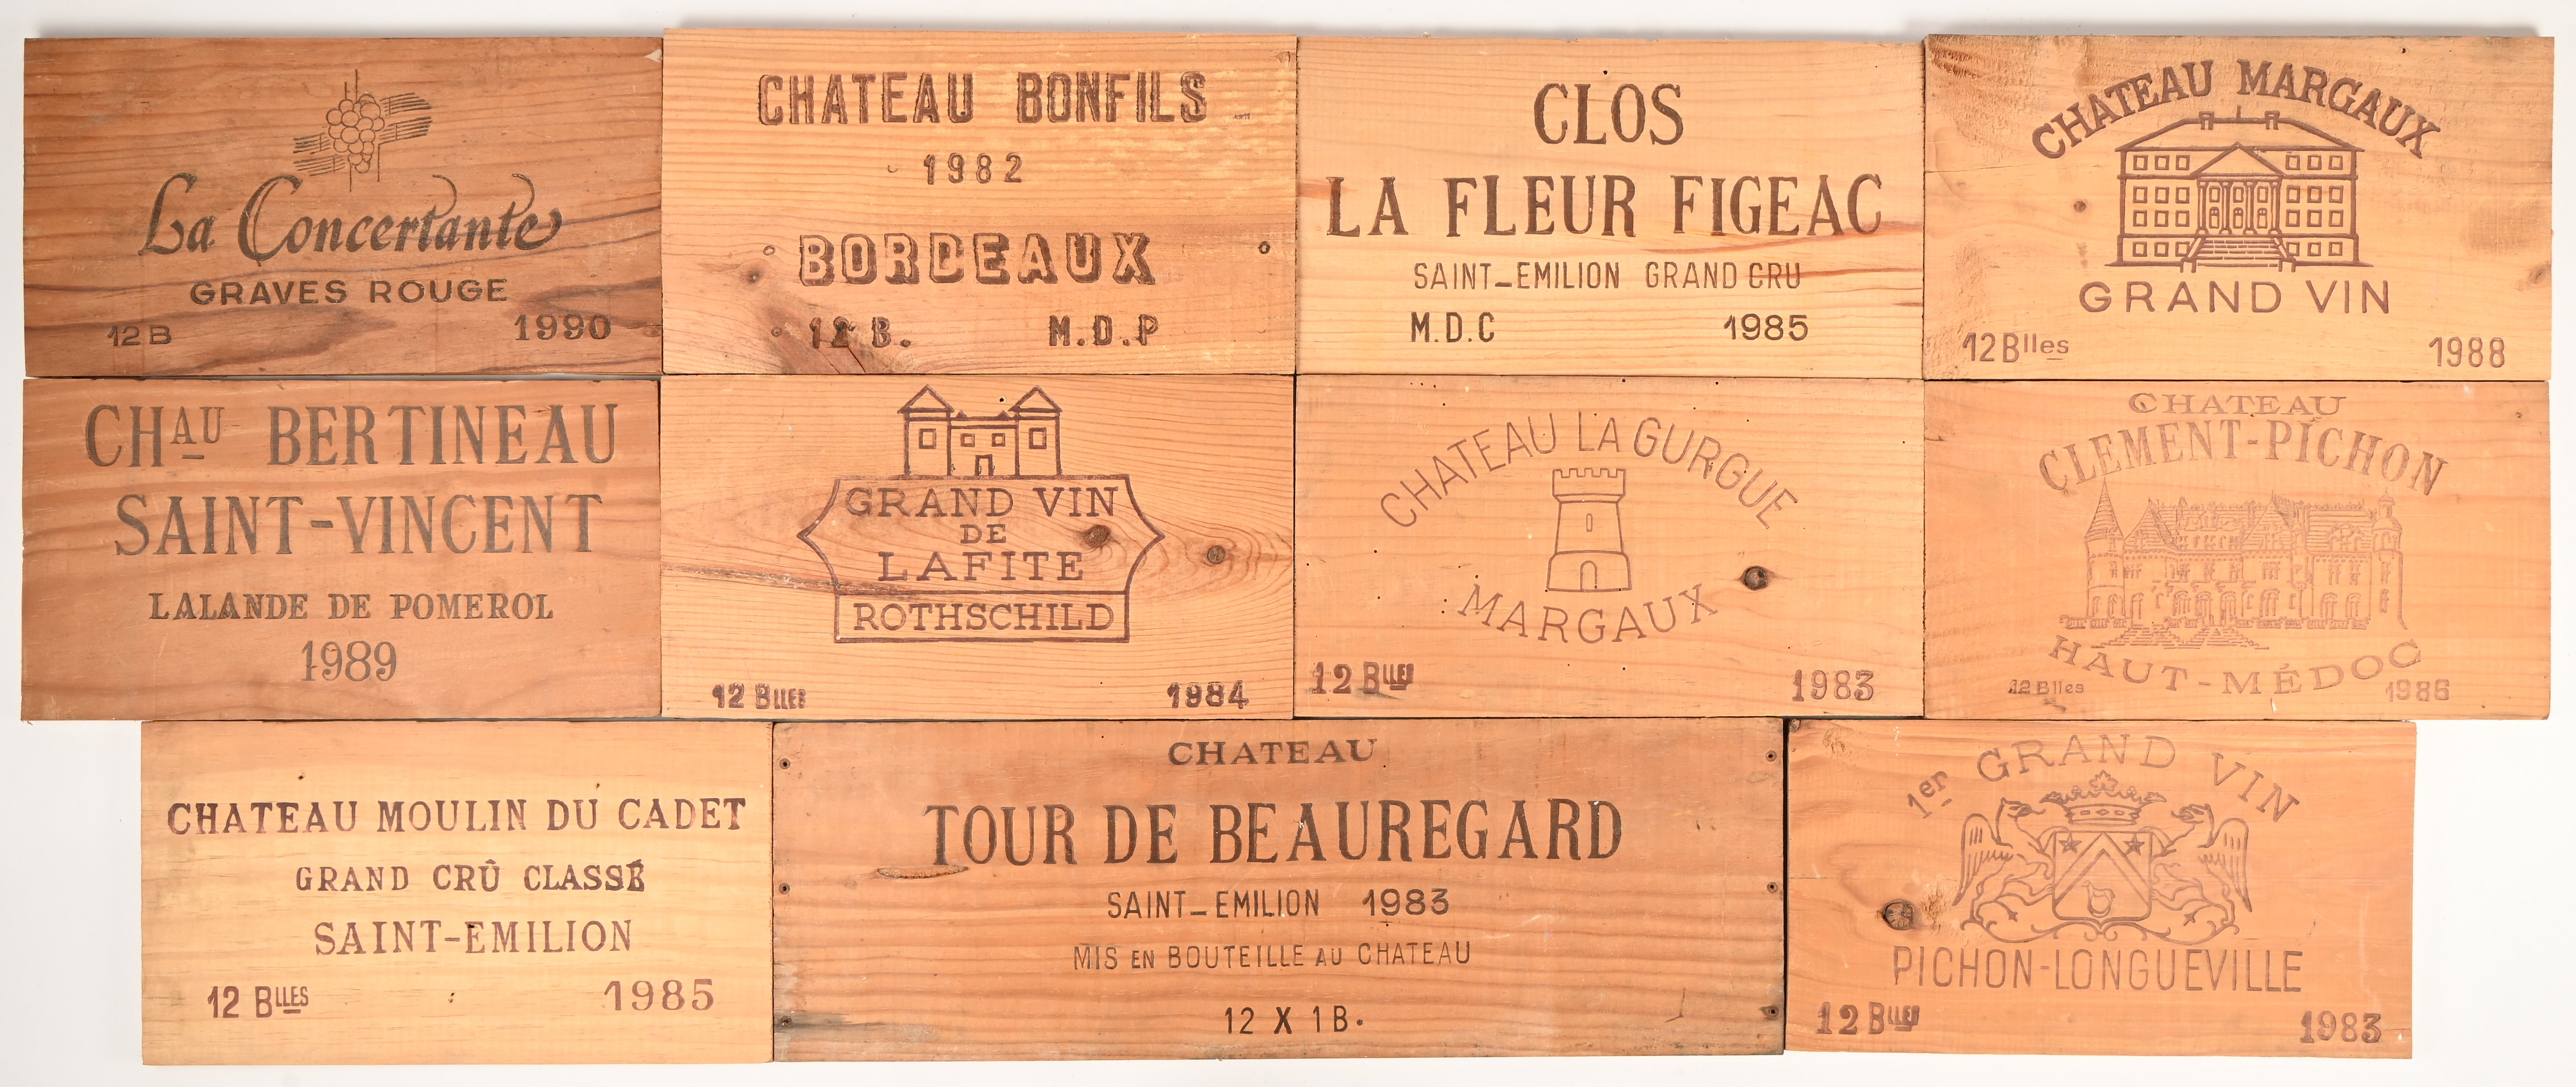 La Concertante
GRAVES ROUGE
12 B 1990
CHATEAU BONFILS
1982
BORDEAUX
12 B. M.D.P
CLOS
LA FLEUR FIGEAC
SAINT-EMILION GRAND CRU
M.D.C 1985
CHATEAU MARGAUX
GRAND VIN
12 Blles 1988
CHAU BERTINEAU
SAINT-VINCENT
LALANDE DE POMEROL
1989
GRAND VIN
DE
LAFITE
ROTHSCHILD
12 BLLES 1984
CHATEAU LA GURGUE
MARGAUX
12 BLLES 1983
CHATEAU
CLEMENT-PICHON
HAUT-MÉDOC
12 Blles 1986
CHATEAU MOULIN DU CADET
GRAND CRÛ CLASSÉ
SAINT-EMILION
12 BLLES 1985
CHATEAU
TOUR DE BEAUREGARD
SAINT-EMILION 1983
MIS EN BOUTEILLE AU CHATEAU
12 X 1 B.
1er GRAND VIN
PICHON-LONGUEVILLE
12 BLLES 1983